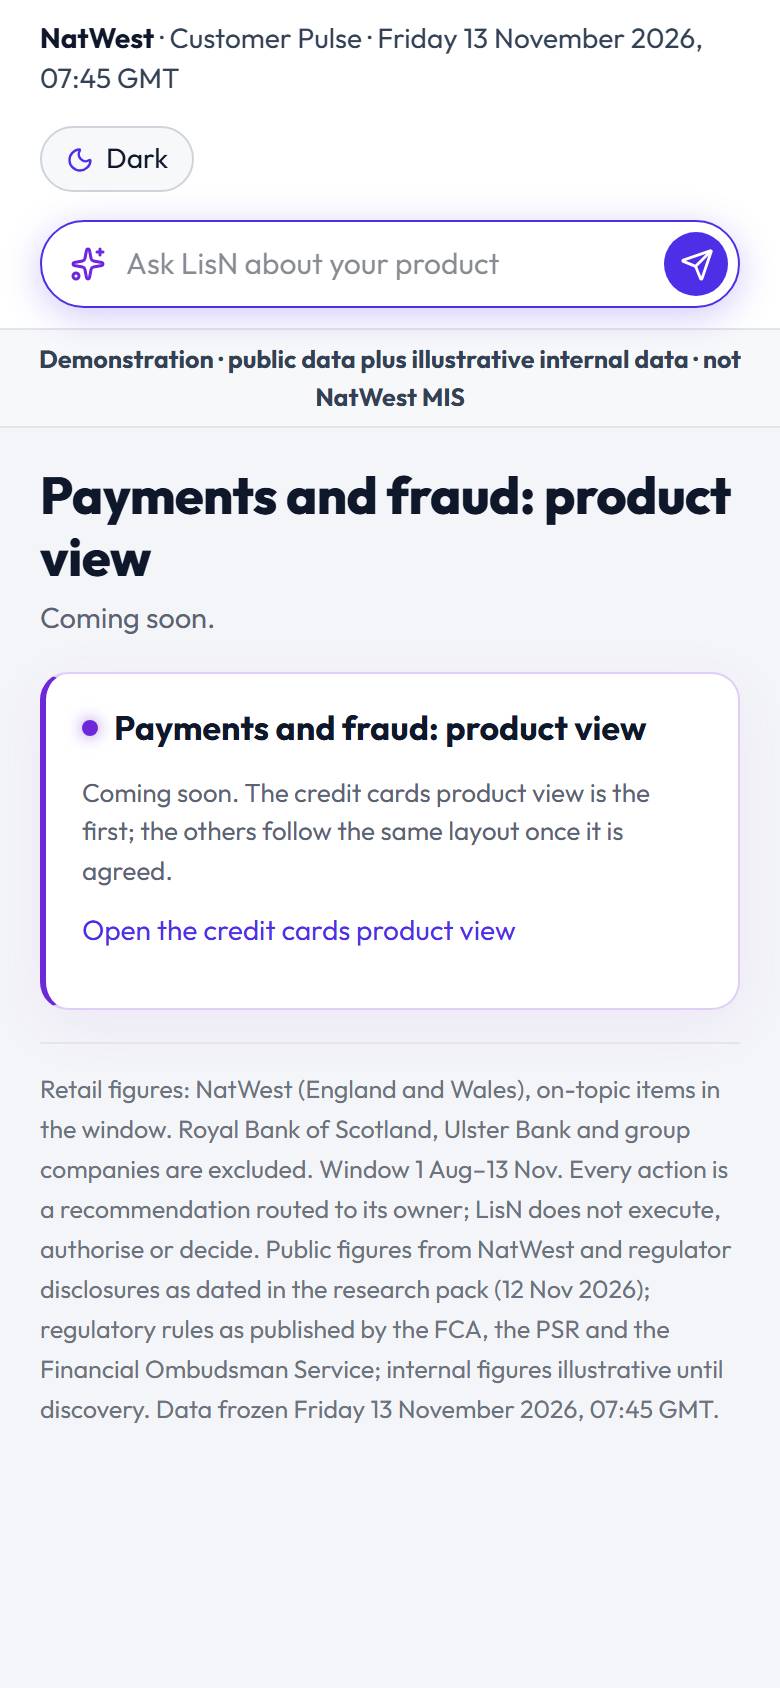 NatWest · Customer Pulse · Friday 13 November 2026,
07:45 GMT
Dark
Ask LisN about your product
Demonstration · public data plus illustrative internal data · not
NatWest MIS
Payments and fraud: product
view
Coming soon.
Payments and fraud: product view
Coming soon. The credit cards product view is the
first; the others follow the same layout once it is
agreed.
Open the credit cards product view
Retail figures: NatWest (England and Wales), on-topic items in
the window. Royal Bank of Scotland, Ulster Bank and group
companies are excluded. Window 1 Aug–13 Nov. Every action is
a recommendation routed to its owner; LisN does not execute,
authorise or decide. Public figures from NatWest and regulator
disclosures as dated in the research pack (12 Nov 2026);
regulatory rules as published by the FCA, the PSR and the
Financial Ombudsman Service; internal figures illustrative until
discovery. Data frozen Friday 13 November 2026, 07:45 GMT.